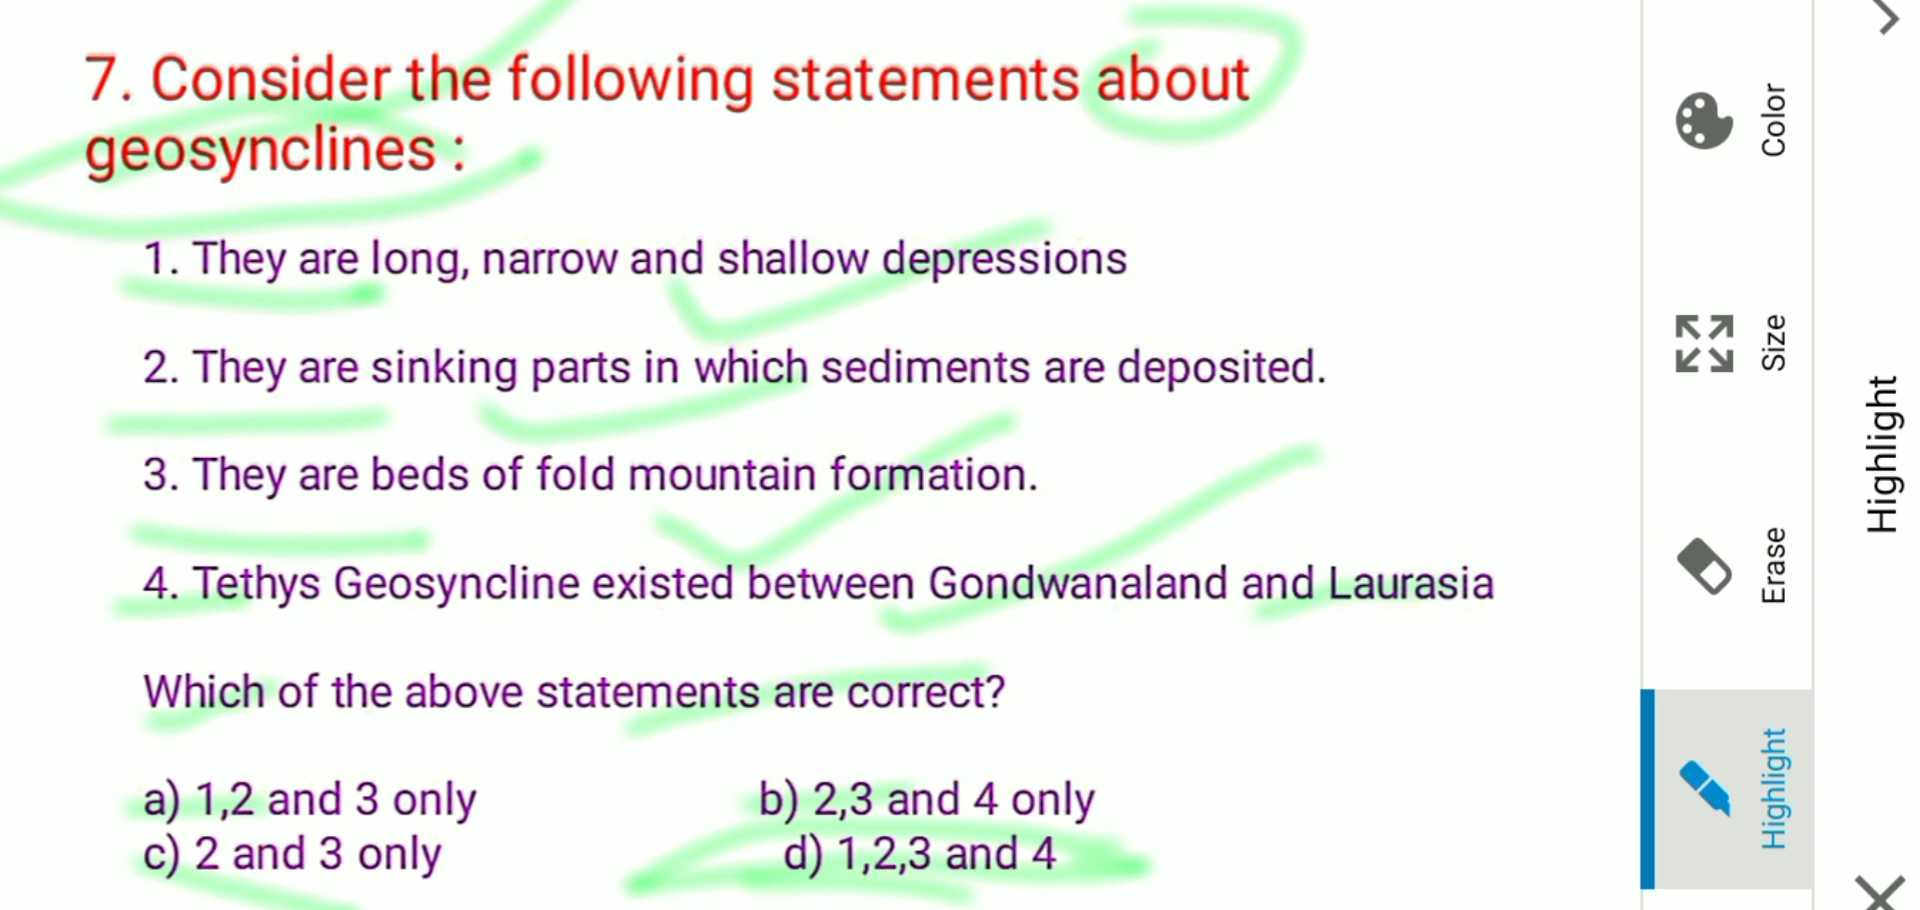 7. Consider the following statements about
geosynclines :
1. They are long, narrow and shallow depressions
2. They are sinking parts in which sediments are deposited.
3. They are beds of fold mountain formation.
4. Tethys Geosyncline existed between Gondwanaland and Laurasia
Which of the above statements are correct?
a) 1,2 and 3 only b) 2,3 and 4 only
c) 2 and 3 only d) 1,2,3 and 4
Color
Size
Erase
Highlight
Highlight